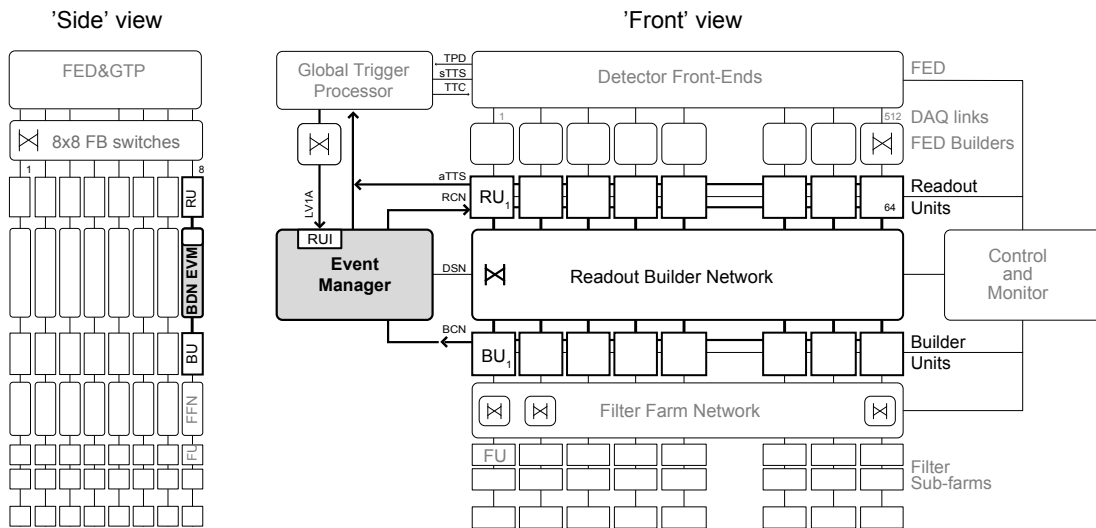 'Side' view
'Front' view
FED&GTP
8x8 FB switches
1
8
RU
BDN EVM
BU
FFN
FU
Global Trigger
Processor
TPD
sTTS
TTC
Detector Front-Ends
FED
1
512
DAQ links
FED Builders
LV1A
aTTS
RCN
RU1
64
Readout
Units
RUI
Event
Manager
DSN
Readout Builder Network
Control
and
Monitor
BCN
BU1
Builder
Units
Filter Farm Network
FU
Filter
Sub-farms